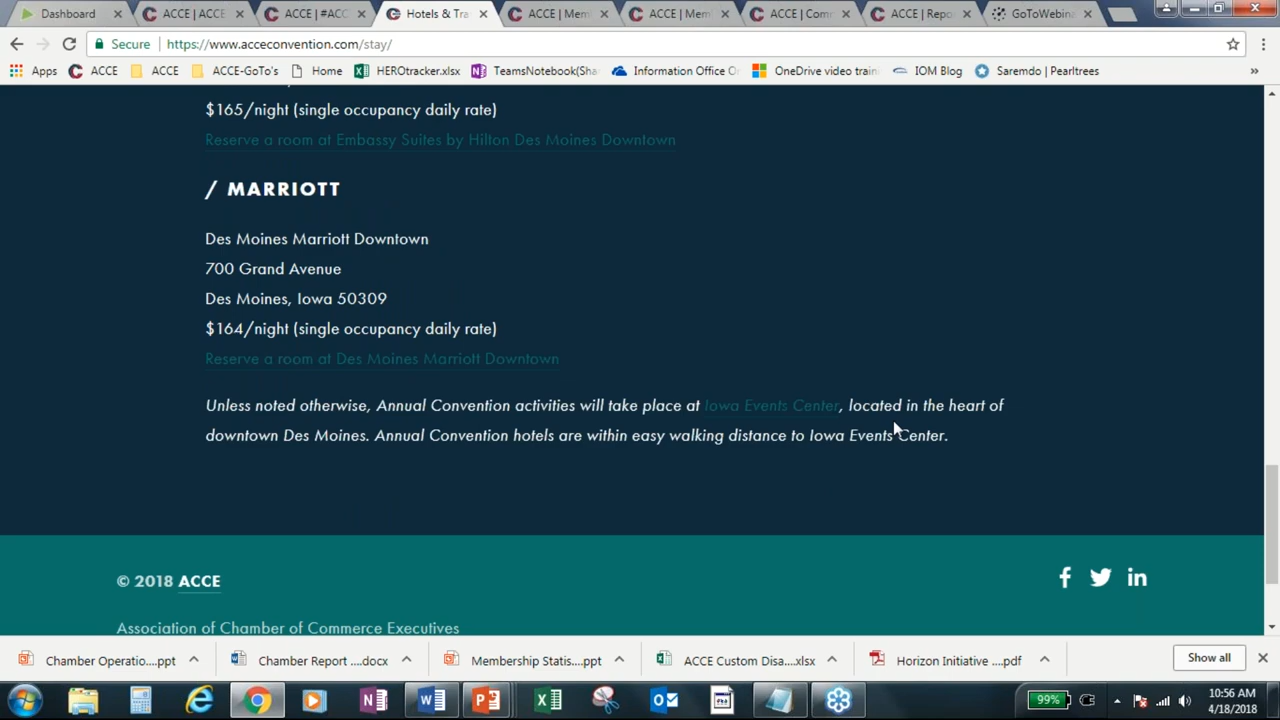 Dashboard
ACCE | ACCE
ACCE | #ACC
Hotels & Tra
ACCE | Mem
ACCE | Mem
ACCE | Com
ACCE | Repo
GoToWebina
Secure
https://www.acceconvention.com/stay/
Apps
ACCE
ACCE
ACCE-GoTo's
Home
HEROtracker.xlsx
TeamsNotebook(Sha
Information Office O
OneDrive video train
IOM Blog
Saremdo | Pearltrees
»
$165/night (single occupancy daily rate)
Reserve a room at Embassy Suites by Hilton Des Moines Downtown
/ MARRIOTT
Des Moines Marriott Downtown
700 Grand Avenue
Des Moines, Iowa 50309
$164/night (single occupancy daily rate)
Reserve a room at Des Moines Marriott Downtown
Unless noted otherwise, Annual Convention activities will take place at Iowa Events Center, located in the heart of
downtown Des Moines. Annual Convention hotels are within easy walking distance to Iowa Events Center.
© 2018 ACCE
Association of Chamber of Commerce Executives
Chamber Operatio....ppt
Chamber Report ....docx
Membership Statis....ppt
ACCE Custom Disa....xlsx
Horizon Initiative ....pdf
Show all
99%
10:56 AM
4/18/2018